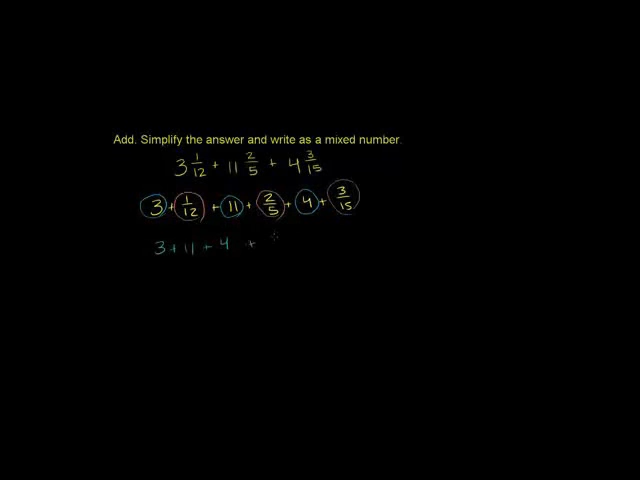 Add. Simplify the answer and write as a mixed number.
3 1/12 + 11 2/5 + 4 3/15
3 + 1/12 + 11 + 2/5 + 4 + 3/15
3 + 11 + 4 +